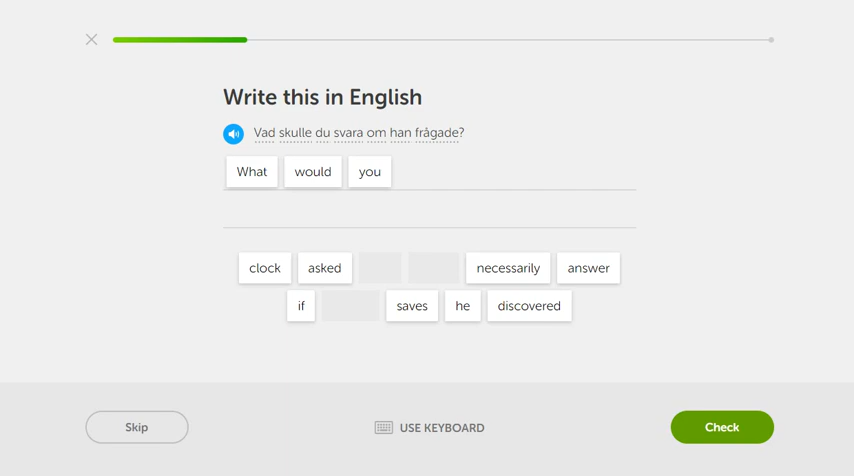 Write this in English
Vad skulle du svara om han frågade?
What would you
clock asked necessarily answer
if saves he discovered
Skip USE KEYBOARD Check